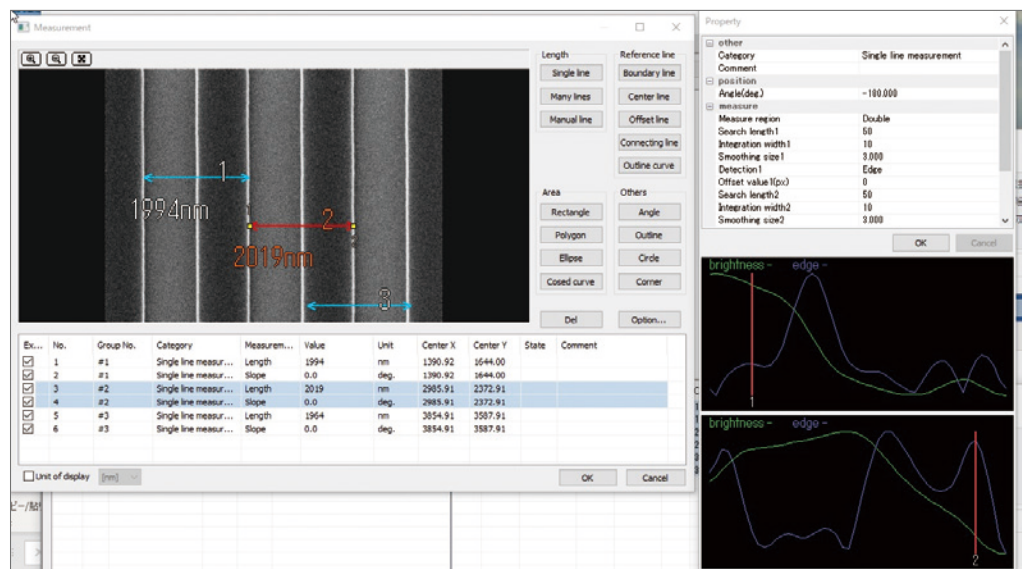 Measurement
Length
Reference line
Single line
Boundary line
Many lines
Center line
Manual line
Offset line
Connecting line
Outline curve
Area
Others
Rectangle
Angle
Polygon
Outline
Ellipse
Circle
Cosed curve
Corner
Del
Option...
1
1994nm
2
2019nm
3
Ex... No. Group No. Category Measurem... Value Unit Center X Center Y State Comment
1 #1 Single line measur... Length 1994 nm 1390.92 1644.00
2 #1 Single line measur... Slope 0.0 deg. 1390.92 1644.00
3 #2 Single line measur... Length 2019 nm 2985.91 2372.91
4 #2 Single line measur... Slope 0.0 deg. 2985.91 2372.91
5 #3 Single line measur... Length 1964 nm 3854.91 3587.91
6 #3 Single line measur... Slope 0.0 deg. 3854.91 3587.91
Unit of display [nm]
OK Cancel
Property
other
Category Single line measurement
Comment
position
Angle(deg.) -180.000
measure
Measure region Double
Search length1 50
Integration width1 10
Smoothing size1 3.000
Detection1 Edge
Offset value1(px) 0
Search length2 50
Integration width2 10
Smoothing size2 3.000
OK Cancel
brightness - edge -
1
brightness - edge -
2